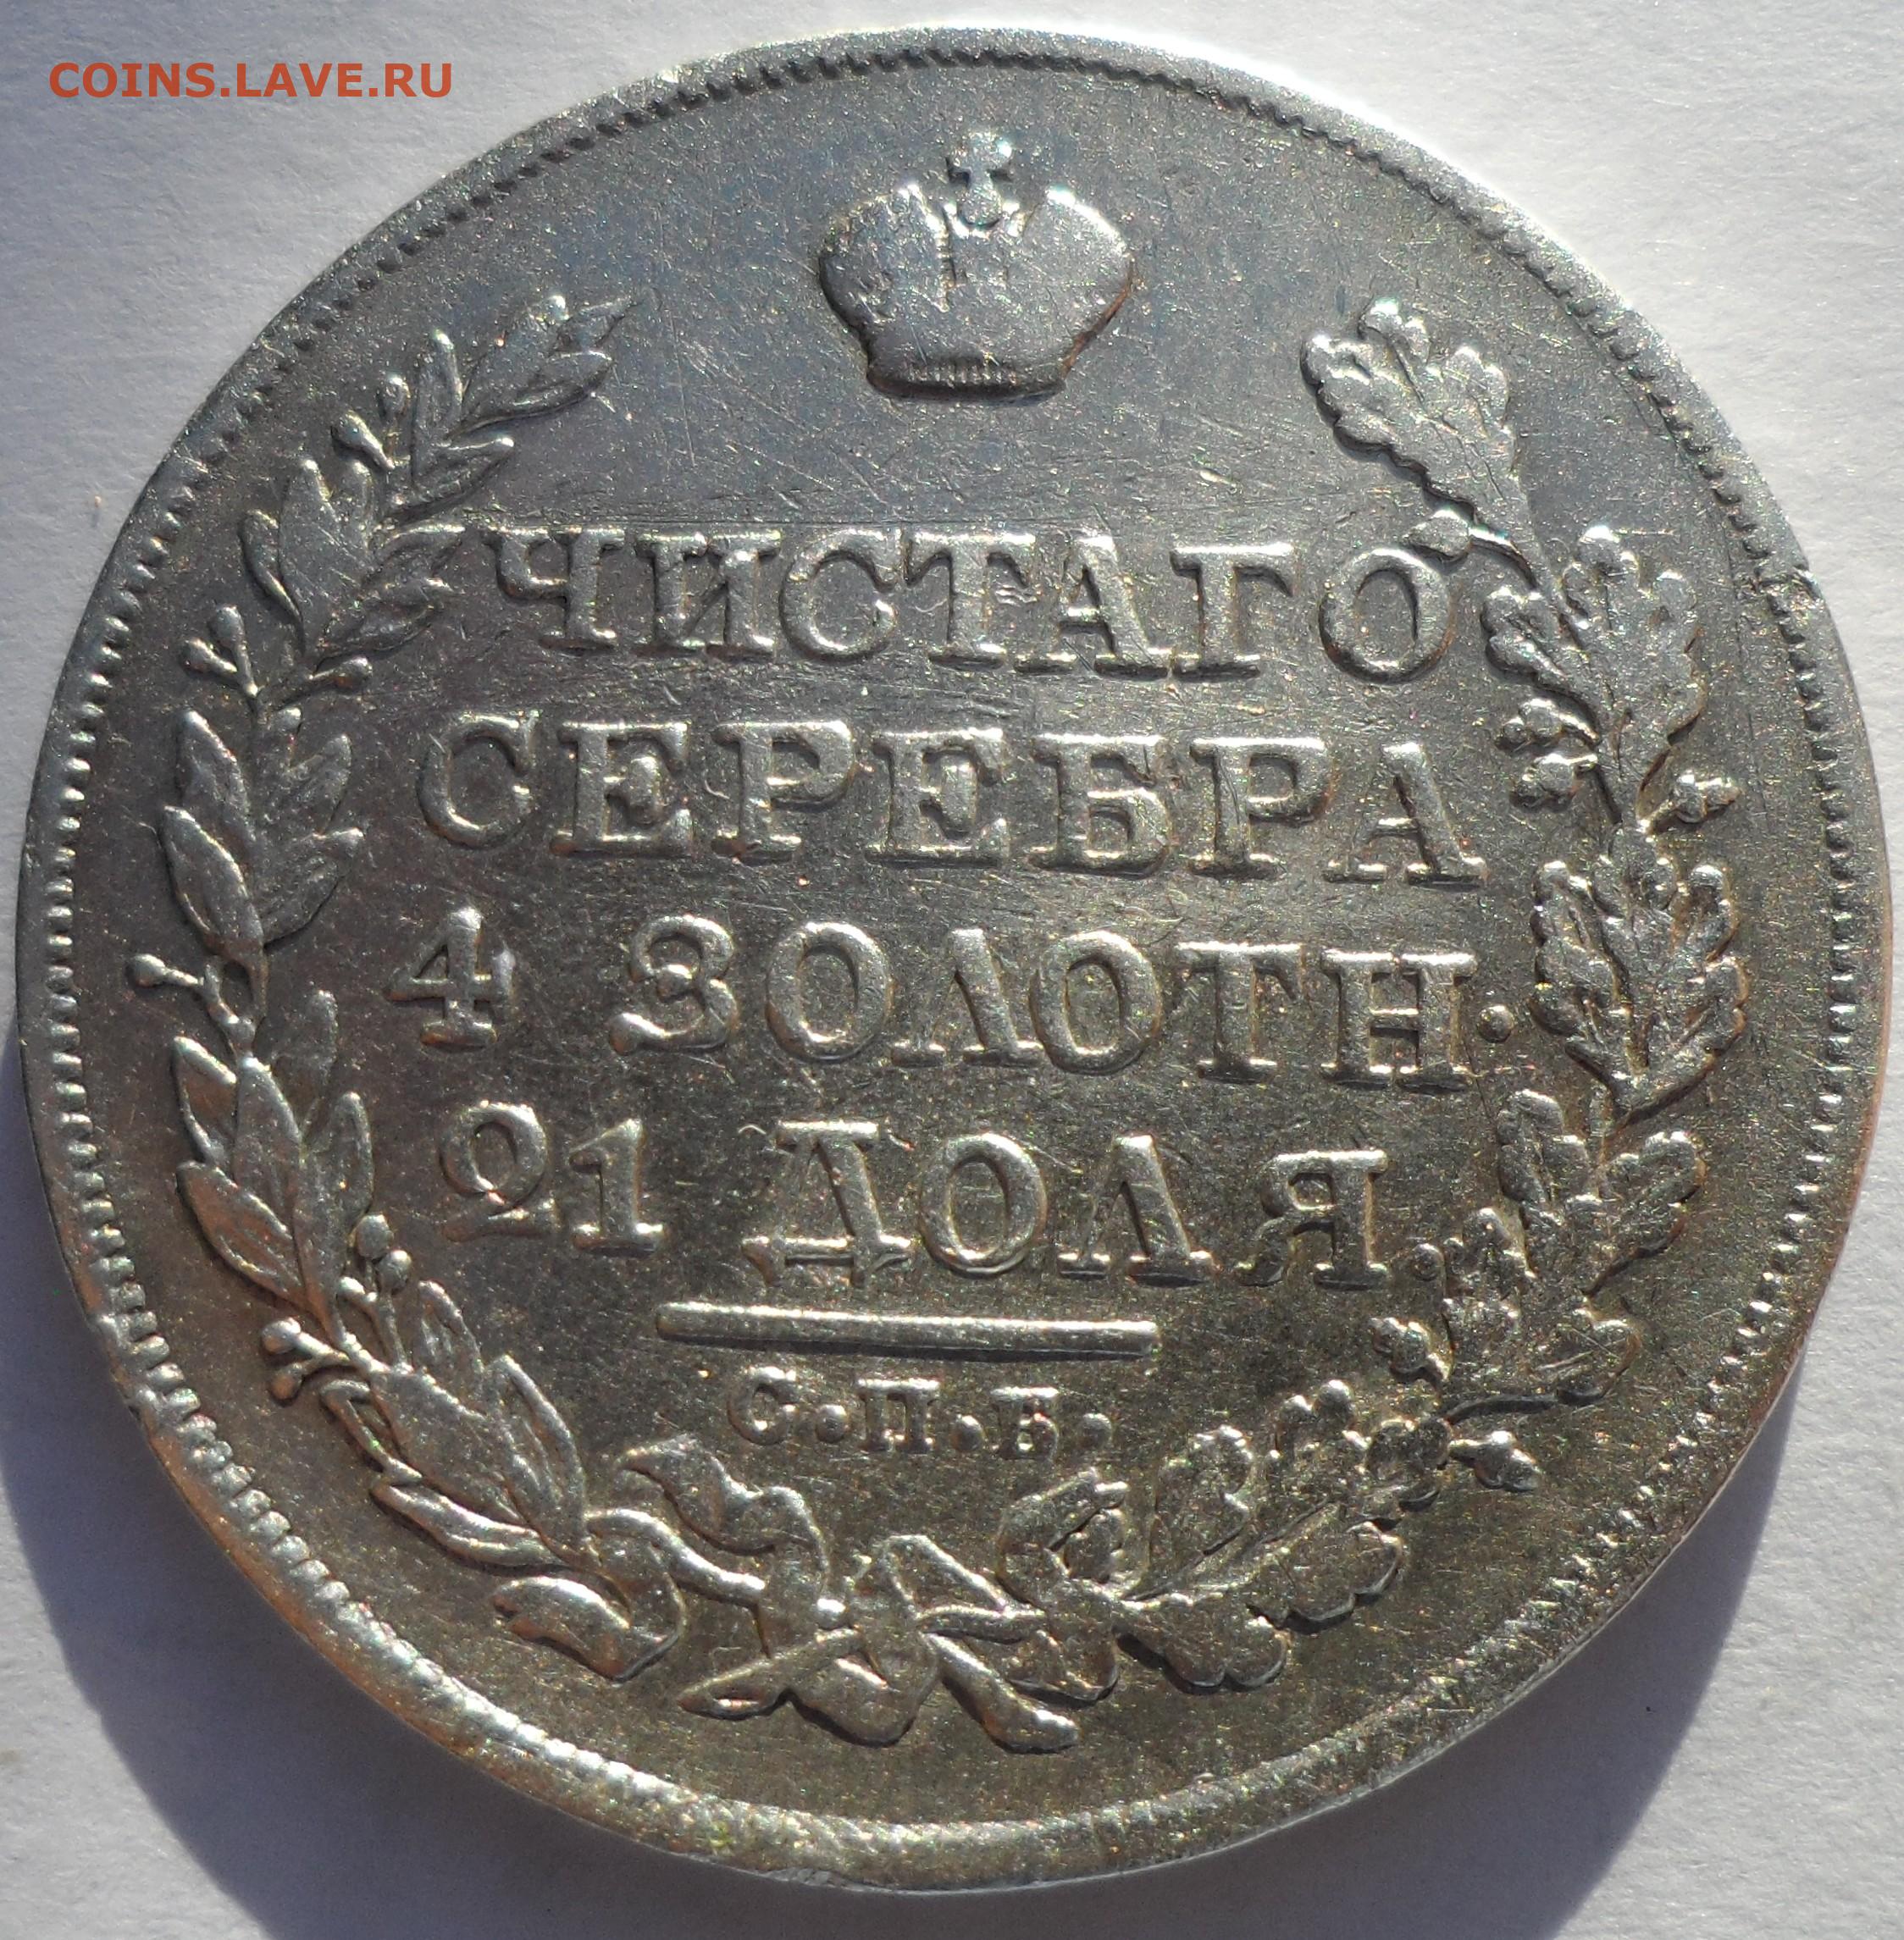 COINS.LAVE.RU
ЧИСТАГО
СЕРЕБРА
4 ЗОЛОТН.
21 ДОЛЯ.
С.П.Б.